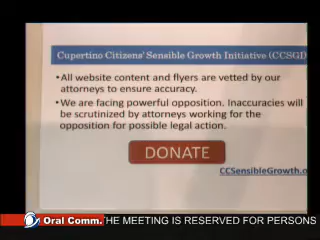 Cupertino Citizens' Sensible Growth Initiative (CCSGI)
•All website content and flyers are vetted by our
attorneys to ensure accuracy.
•We are facing powerful opposition. Inaccuracies will
be scrutinized by attorneys working for the
opposition for possible legal action.
DONATE
CCSensibleGrowth.o
Oral Comm. THE MEETING IS RESERVED FOR PERSONS